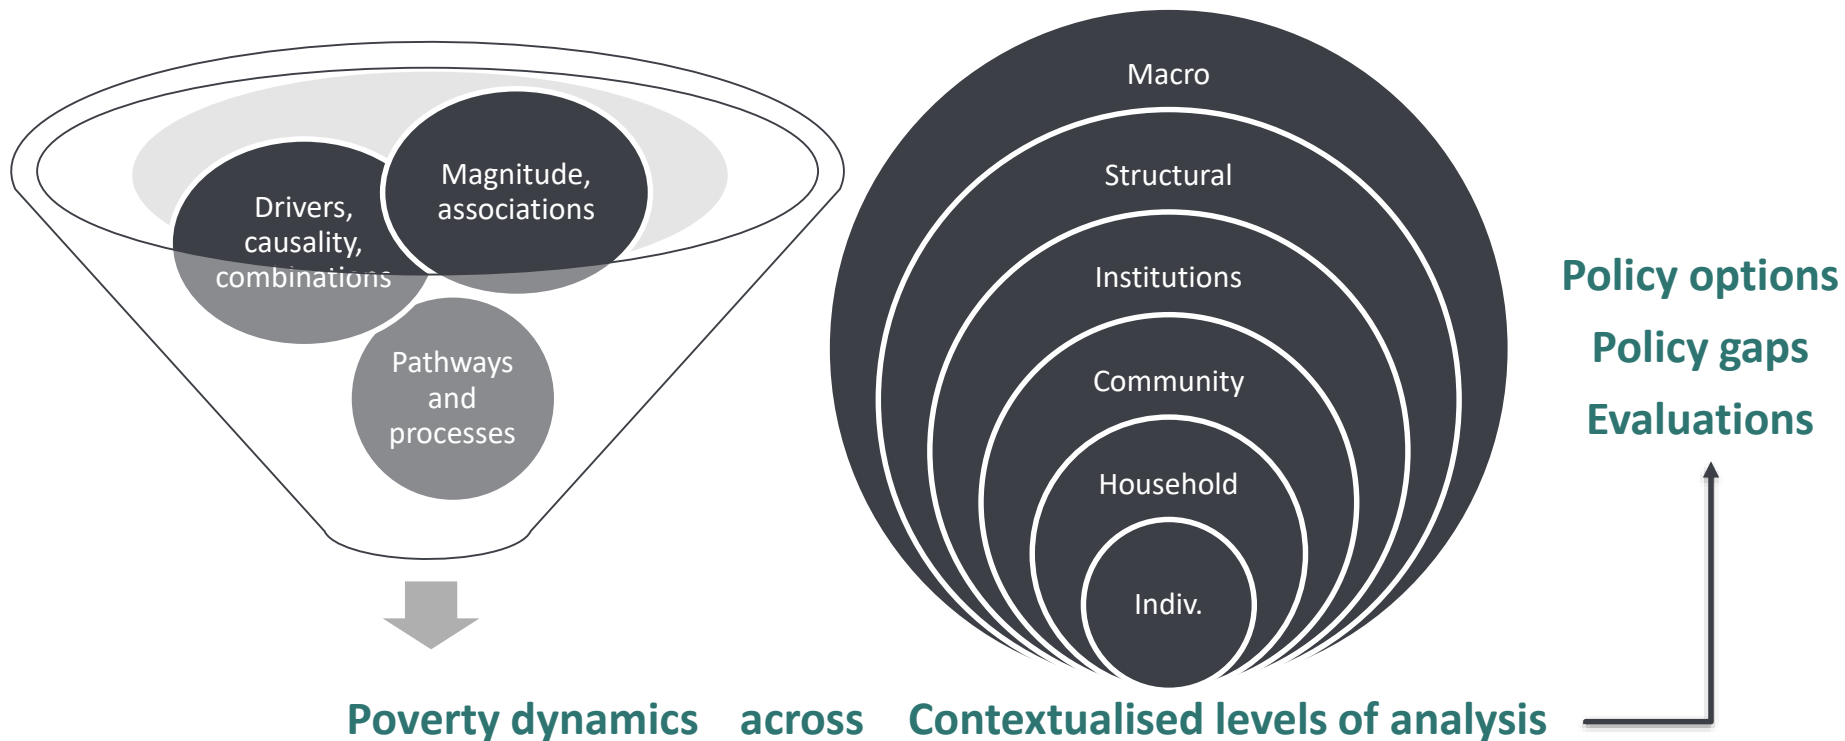 Drivers,
causality,
combinations
Magnitude,
associations
Pathways
and
processes
Macro
Structural
Institutions
Community
Household
Indiv.
Policy options
Policy gaps
Evaluations
Poverty dynamics across Contextualised levels of analysis